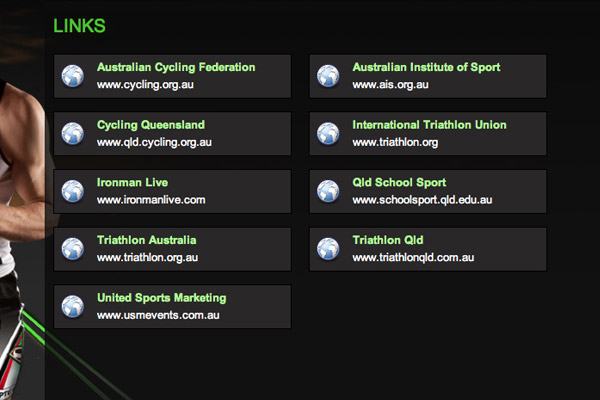 LINKS
Australian Cycling Federation
www.cycling.org.au
Australian Institute of Sport
www.ais.org.au
Cycling Queensland
www.qld.cycling.org.au
International Triathlon Union
www.triathlon.org
Ironman Live
www.ironmanlive.com
Qld School Sport
www.schoolsport.qld.edu.au
Triathlon Australia
www.triathlon.org.au
Triathlon Qld
www.triathlonqld.com.au
United Sports Marketing
www.usmevents.com.au